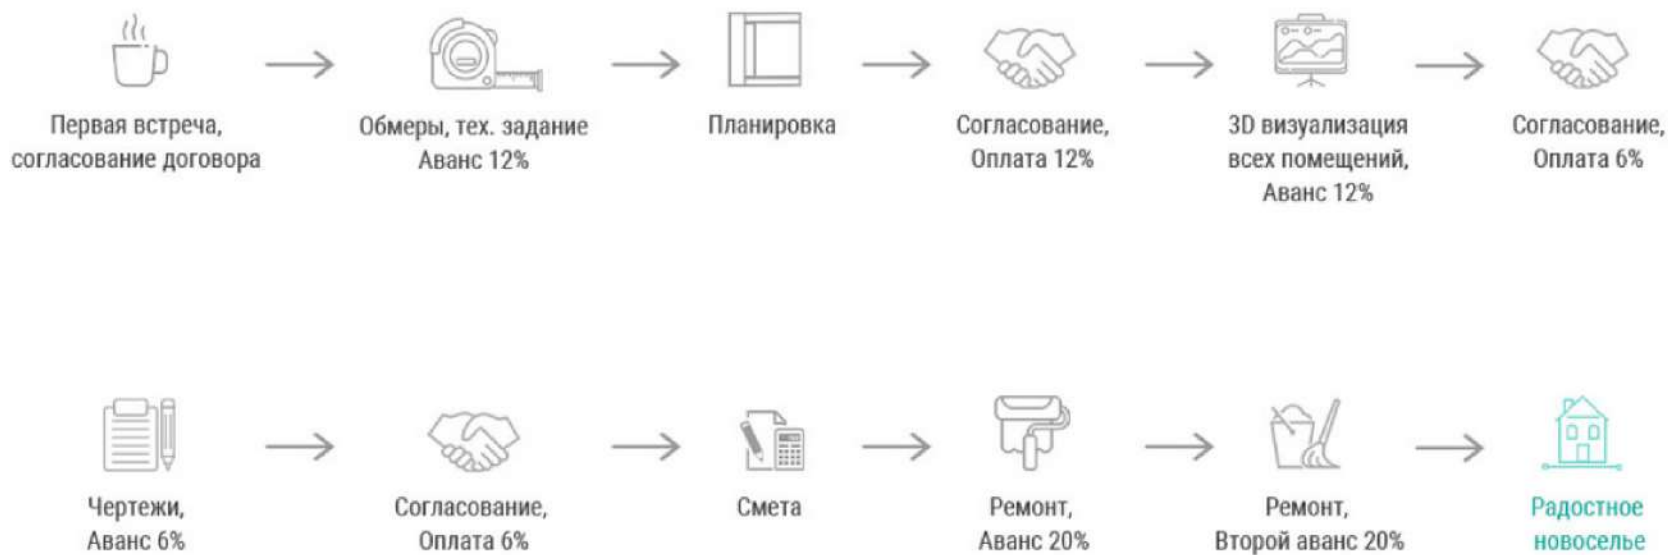 Первая встреча,
согласование договора
Обмеры, тех. задание
Аванс 12%
Планировка
Согласование,
Оплата 12%
3D визуализация
всех помещений,
Аванс 12%
Согласование,
Оплата 6%
Чертежи,
Аванс 6%
Согласование,
Оплата 6%
Смета
Ремонт,
Аванс 20%
Ремонт,
Второй аванс 20%
Радостное
новоселье